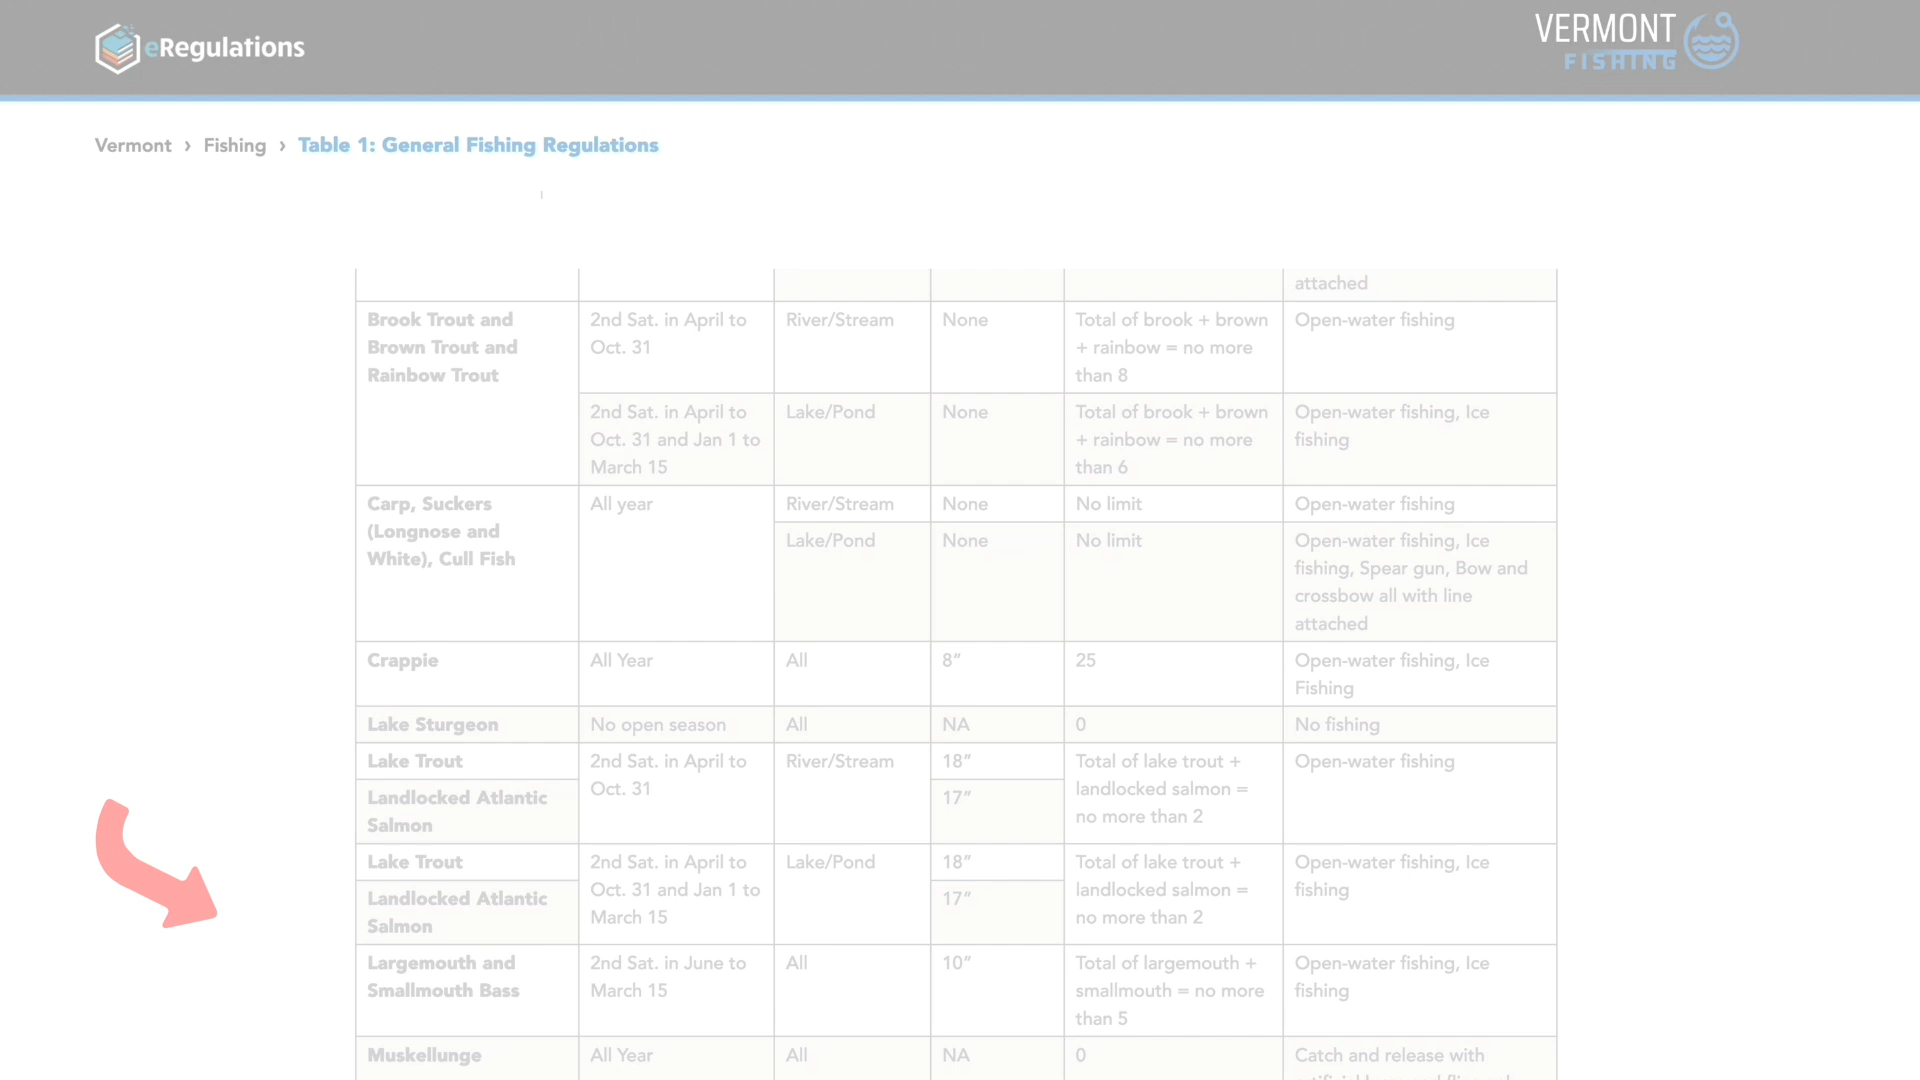 eRegulations
VERMONT
FISHING
Vermont › Fishing › Table 1: General Fishing Regulations
attached
Brook Trout and
Brown Trout and
Rainbow Trout
2nd Sat. in April to
Oct. 31
River/Stream
None
Total of brook + brown
+ rainbow = no more
than 8
Open-water fishing
2nd Sat. in April to
Oct. 31 and Jan 1 to
March 15
Lake/Pond
None
Total of brook + brown
+ rainbow = no more
than 6
Open-water fishing, Ice
fishing
Carp, Suckers
(Longnose and
White), Cull Fish
All year
River/Stream
None
No limit
Open-water fishing
Lake/Pond
None
No limit
Open-water fishing, Ice
fishing, Spear gun, Bow and
crossbow all with line
attached
Crappie
All Year
All
8″
25
Open-water fishing, Ice
Fishing
Lake Sturgeon
No open season
All
NA
0
No fishing
Lake Trout
2nd Sat. in April to
Oct. 31
River/Stream
18″
Total of lake trout +
landlocked salmon =
no more than 2
Open-water fishing
Landlocked Atlantic
Salmon
17″
Lake Trout
2nd Sat. in April to
Oct. 31 and Jan 1 to
March 15
Lake/Pond
18″
Total of lake trout +
landlocked salmon =
no more than 2
Open-water fishing, Ice
fishing
Landlocked Atlantic
Salmon
17″
Largemouth and
Smallmouth Bass
2nd Sat. in June to
March 15
All
10″
Total of largemouth +
smallmouth = no more
than 5
Open-water fishing, Ice
fishing
Muskellunge
All Year
All
NA
0
Catch and release with